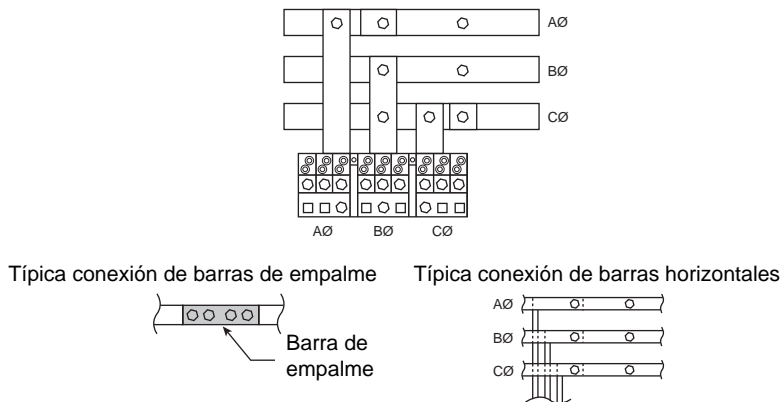 AØ
BØ
CØ
AØ BØ CØ
Típica conexión de barras de empalme
Barra de
empalme
Típica conexión de barras horizontales
AØ
BØ
CØ